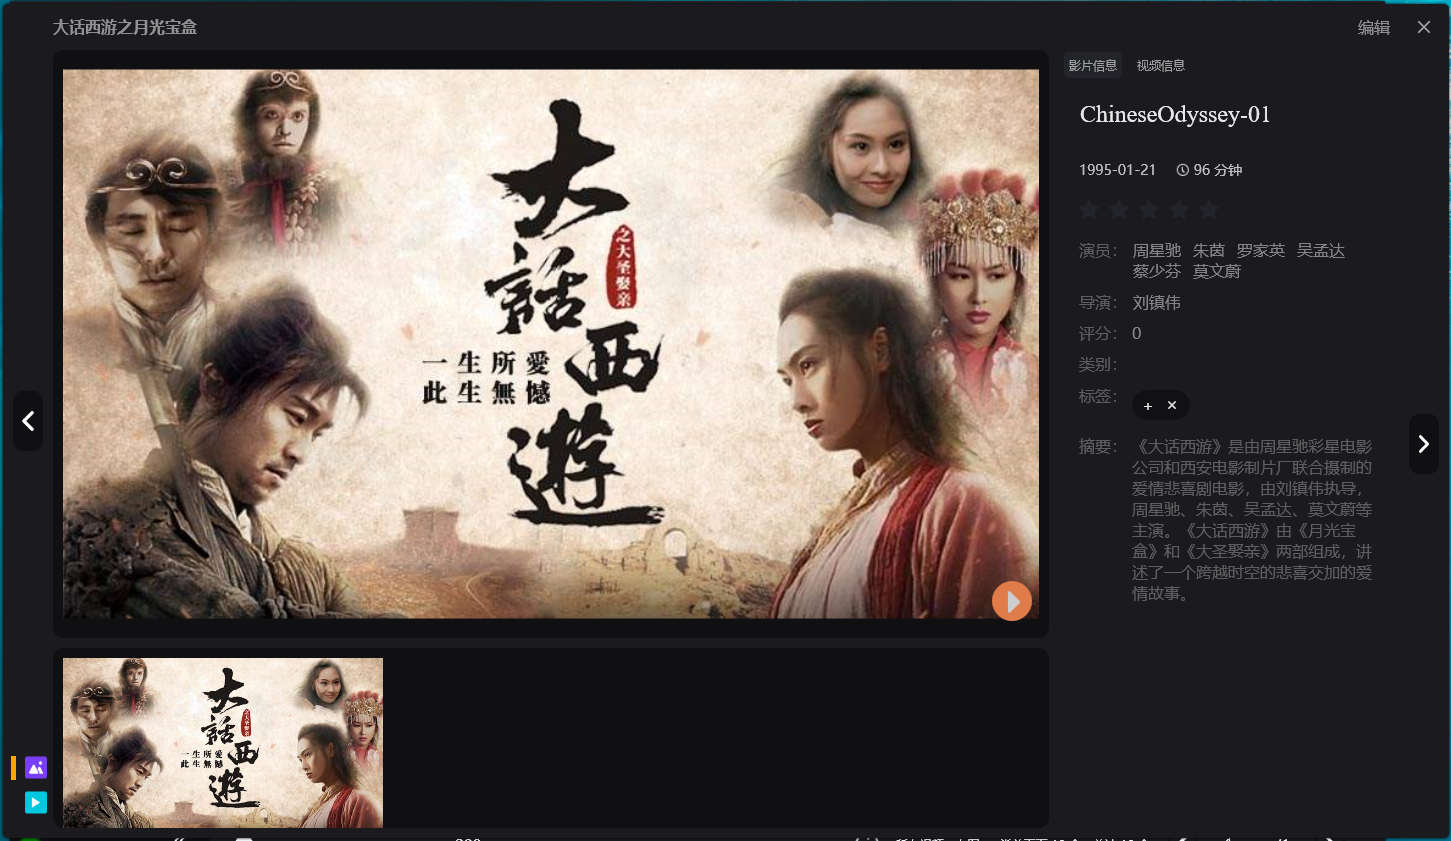 大话西游之月光宝盒
编辑
影片信息 视频信息
ChineseOdyssey-01
1995-01-21 96 分钟
演员： 周星驰 朱茵 罗家英 吴孟达
蔡少芬 莫文蔚
导演： 刘镇伟
评分： 0
类别：
标签： + ×
摘要： 《大话西游》是由周星驰彩星电影
公司和西安电影制片厂联合摄制的
爱情悲喜剧电影，由刘镇伟执导，
周星驰、朱茵、吴孟达、莫文蔚等
主演。《大话西游》由《月光宝
盒》和《大圣娶亲》两部组成，讲
述了一个跨越时空的悲喜交加的爱
情故事。
大話西遊
之大圣娶亲
一生所愛
此生無憾
大話西遊
一生所愛
此生無憾